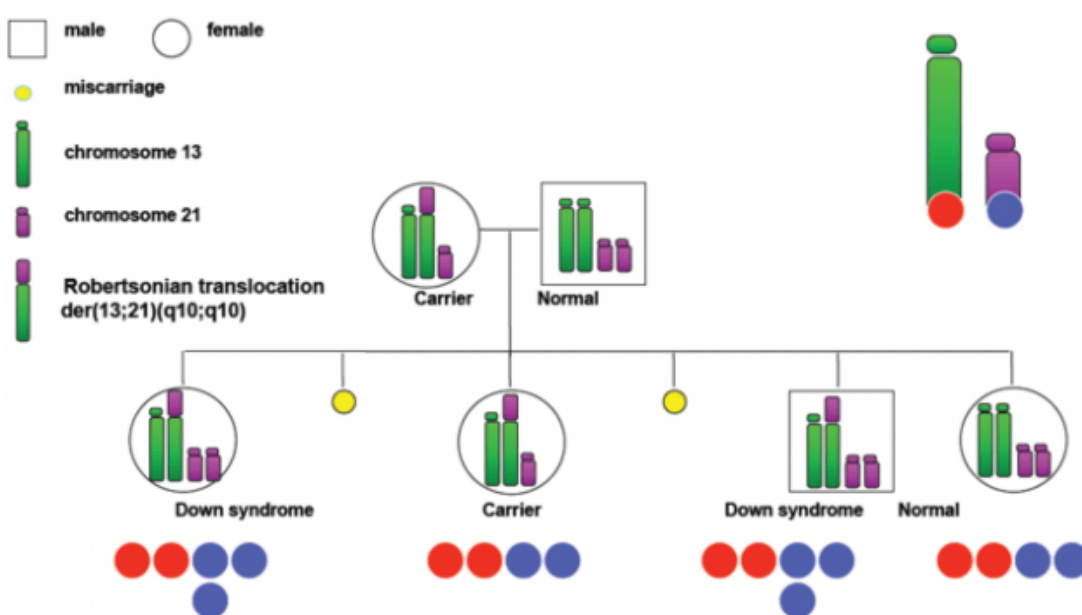 male
female
miscarriage
chromosome 13
chromosome 21
Robertsonian translocation
der(13;21)(q10;q10)
Carrier
Normal
Down syndrome
Carrier
Down syndrome
Normal